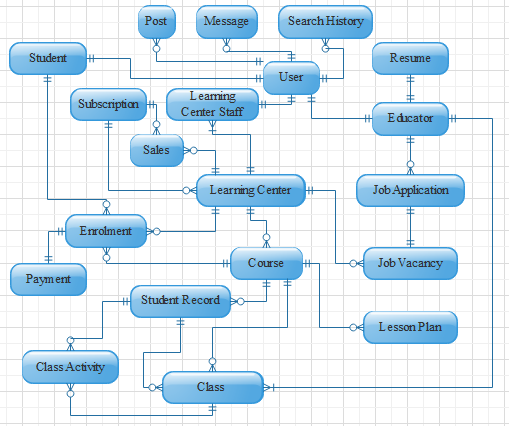 Post
Message
Search History
Student
User
Resume
Subscription
Learning
Center Staff
Educator
Sales
Learning Center
Job Application
Enrolment
Payment
Course
Job Vacancy
Student Record
Lesson Plan
Class Activity
Class